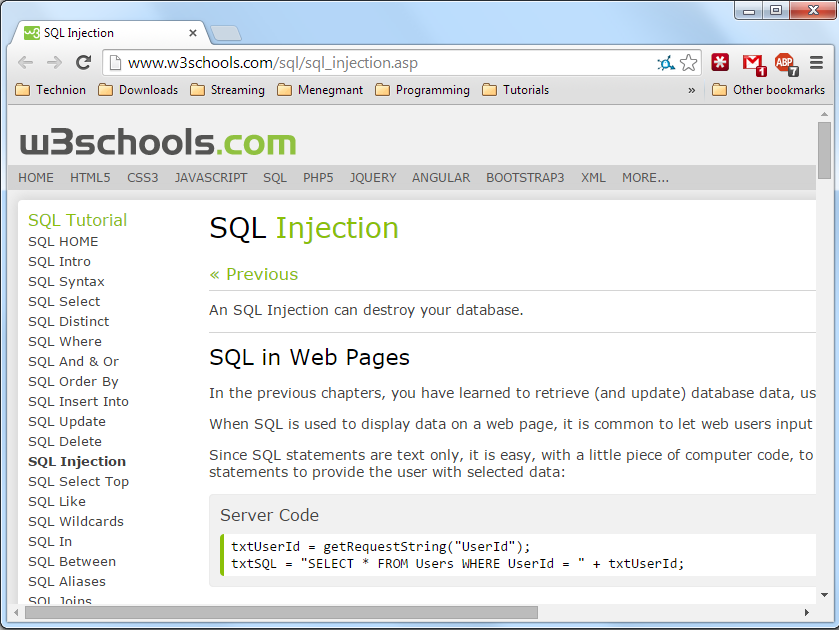 SQL Injection
www.w3schools.com/sql/sql_injection.asp
1
ABP
7
Technion Downloads Streaming Menegmant Programming Tutorials » Other bookmarks
w3schools.com
HOME HTML5 CSS3 JAVASCRIPT SQL PHP5 JQUERY ANGULAR BOOTSTRAP3 XML MORE...
SQL Tutorial
SQL HOME
SQL Intro
SQL Syntax
SQL Select
SQL Distinct
SQL Where
SQL And & Or
SQL Order By
SQL Insert Into
SQL Update
SQL Delete
SQL Injection
SQL Select Top
SQL Like
SQL Wildcards
SQL In
SQL Between
SQL Aliases
SQL Joins
SQL Injection
« Previous
An SQL Injection can destroy your database.
SQL in Web Pages
In the previous chapters, you have learned to retrieve (and update) database data, us
When SQL is used to display data on a web page, it is common to let web users input
Since SQL statements are text only, it is easy, with a little piece of computer code, to
statements to provide the user with selected data:
Server Code
txtUserId = getRequestString("UserId");
txtSQL = "SELECT * FROM Users WHERE UserId = " + txtUserId;